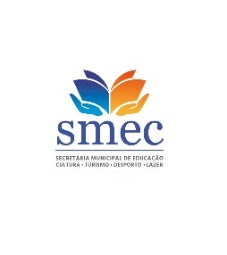 smec
SECRETARIA MUNICIPAL DE EDUCAÇÃO
CULTURA • TURISMO • DESPORTO • LAZER